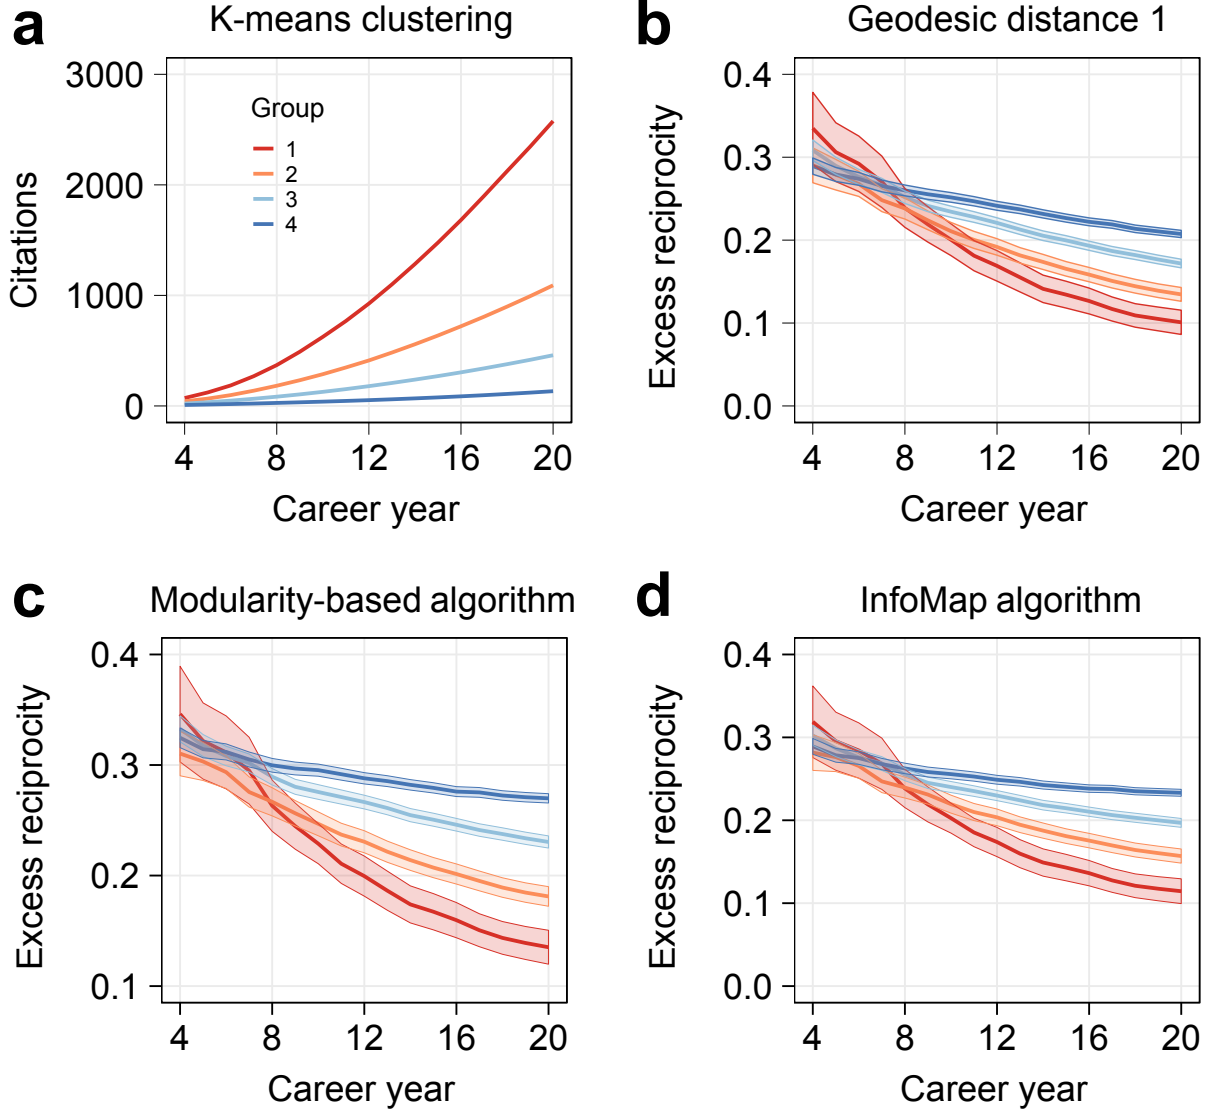 a
K-means clustering
3000
2000
1000
0
Citations
Group
1
2
3
4
4 8 12 16 20
Career year
b
Geodesic distance 1
0.4
0.3
0.2
0.1
0.0
Excess reciprocity
4 8 12 16 20
Career year
c
Modularity-based algorithm
0.4
0.3
0.2
0.1
Excess reciprocity
4 8 12 16 20
Career year
d
InfoMap algorithm
0.4
0.3
0.2
0.1
0.0
Excess reciprocity
4 8 12 16 20
Career year